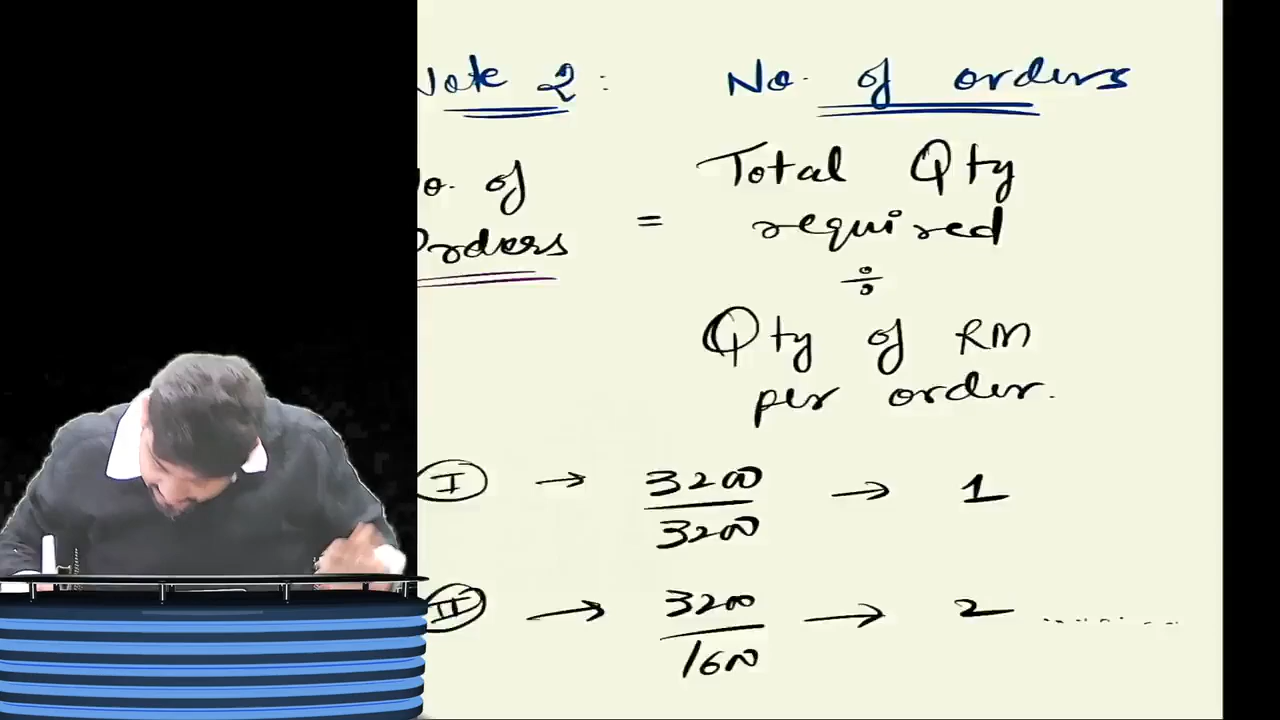 Note 2 : No. of orders
No. of Orders = Total Qty required
÷
Qty of RM per order.
I → 3200 / 3200 → 1
II → 3200 / 1600 → 2 ..........